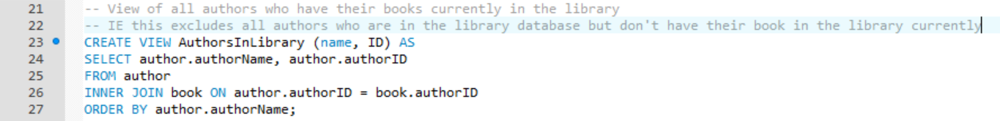 21 -- View of all authors who have their books currently in the library
22 -- IE this excludes all authors who are in the library database but don't have their book in the library currently
23 CREATE VIEW AuthorsInLibrary (name, ID) AS
24 SELECT author.authorName, author.authorID
25 FROM author
26 INNER JOIN book ON author.authorID = book.authorID
27 ORDER BY author.authorName;